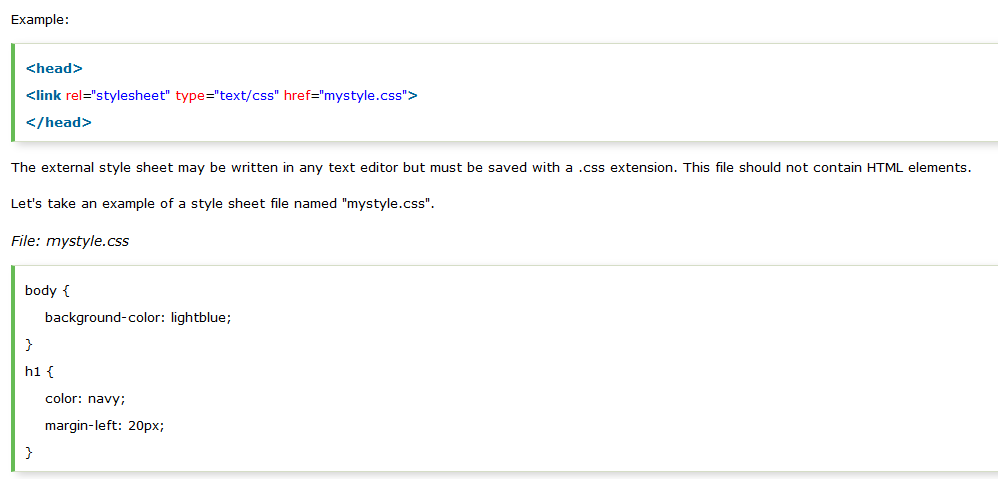 Example:
<head>
<link rel="stylesheet" type="text/css" href="mystyle.css">
</head>
The external style sheet may be written in any text editor but must be saved with a .css extension. This file should not contain HTML elements.
Let's take an example of a style sheet file named "mystyle.css".
File: mystyle.css
body {
    background-color: lightblue;
}
h1 {
    color: navy;
    margin-left: 20px;
}